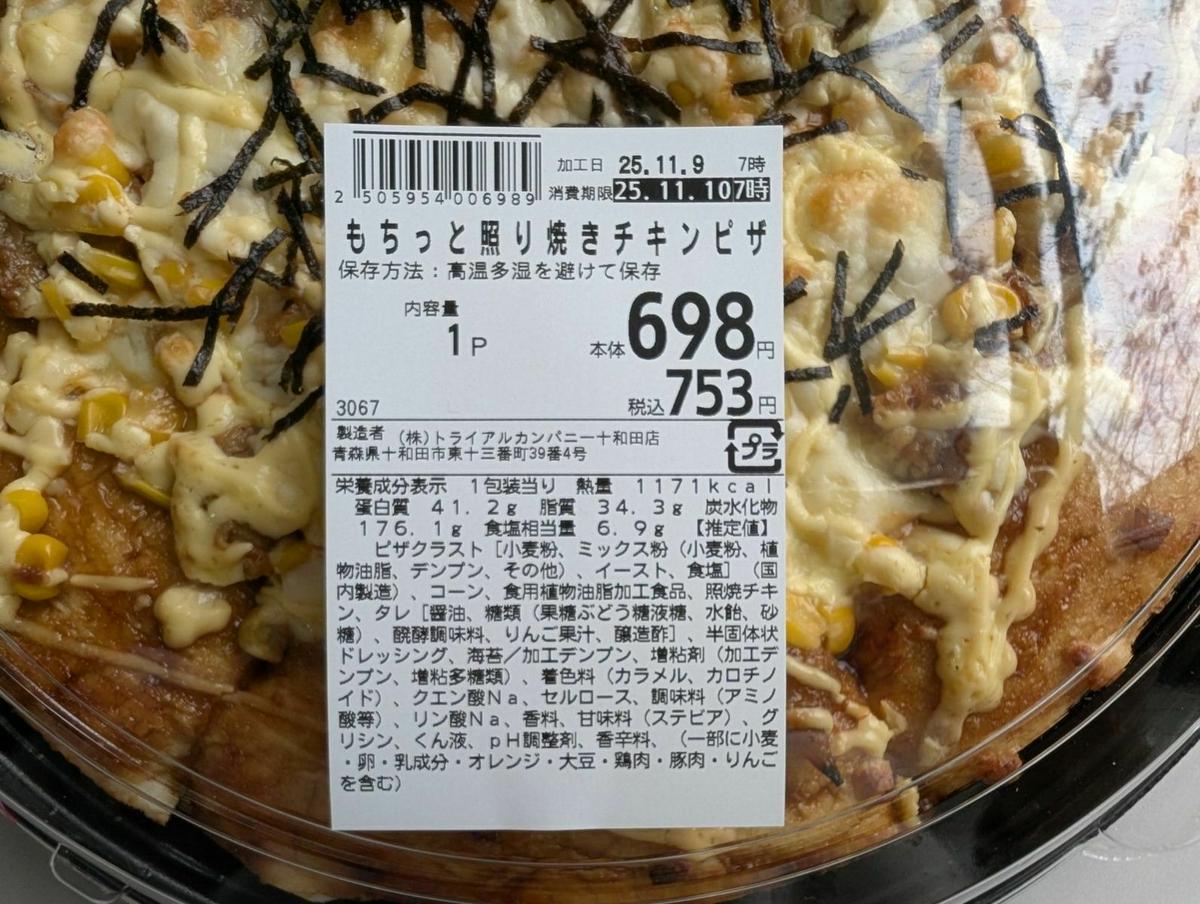 加工日 25.11.9 7時
2 505954 006989 消費期限 25.11.10 7時
もちっと照り焼きチキンピザ
保存方法：高温多湿を避けて保存
内容量
1P 本体698円
3067 税込753円
製造者 (株)トライアルカンパニー十和田店
青森県十和田市東十三番町39番4号
プラ
栄養成分表示 1包装当り 熱量 1171kcal
蛋白質 41.2g 脂質 34.3g 炭水化物
176.1g 食塩相当量 6.9g 【推定値】
ピザクラスト［小麦粉、ミックス粉（小麦粉、植
物油脂、デンプン、その他）、イースト、食塩］（国
内製造）、コーン、食用植物油脂加工食品、照焼チキ
ン、タレ［醤油、糖類（果糖ぶどう糖液糖、水飴、砂
糖）、醗酵調味料、りんご果汁、醸造酢］、半固体状
ドレッシング、海苔／加工デンプン、増粘剤（加工デ
ンプン、増粘多糖類）、着色料（カラメル、カロチノ
イド）、クエン酸Na、セルロース、調味料（アミノ
酸等）、リン酸Na、香料、甘味料（ステビア）、グ
リシン、くん液、pH調整剤、香辛料、（一部に小麦
・卵・乳成分・オレンジ・大豆・鶏肉・豚肉・りんご
を含む）